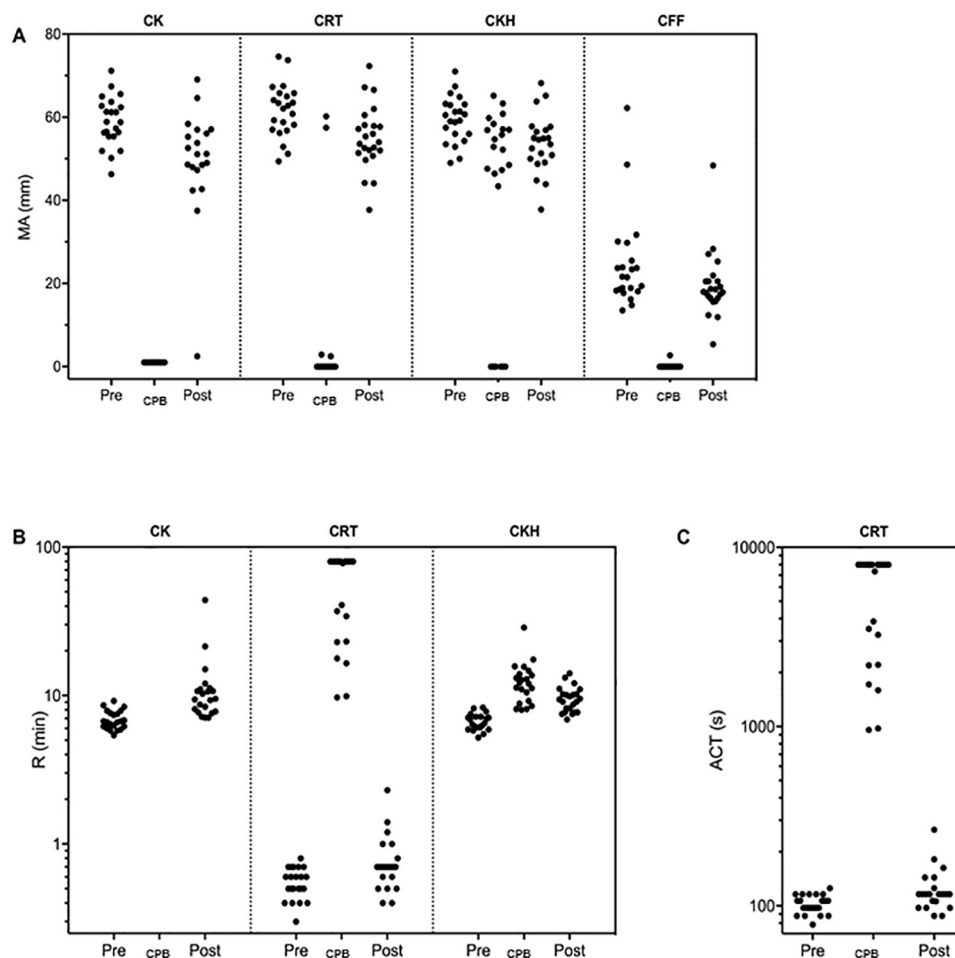 A
CK CRT CKH CFF
80
60
40
20
0
MA (mm)
Pre CPB Post Pre CPB Post Pre CPB Post Pre CPB Post
B
CK CRT CKH
100
10
1
R (min)
Pre CPB Post Pre CPB Post Pre CPB Post
C
CRT
10000
1000
100
ACT (s)
Pre CPB Post